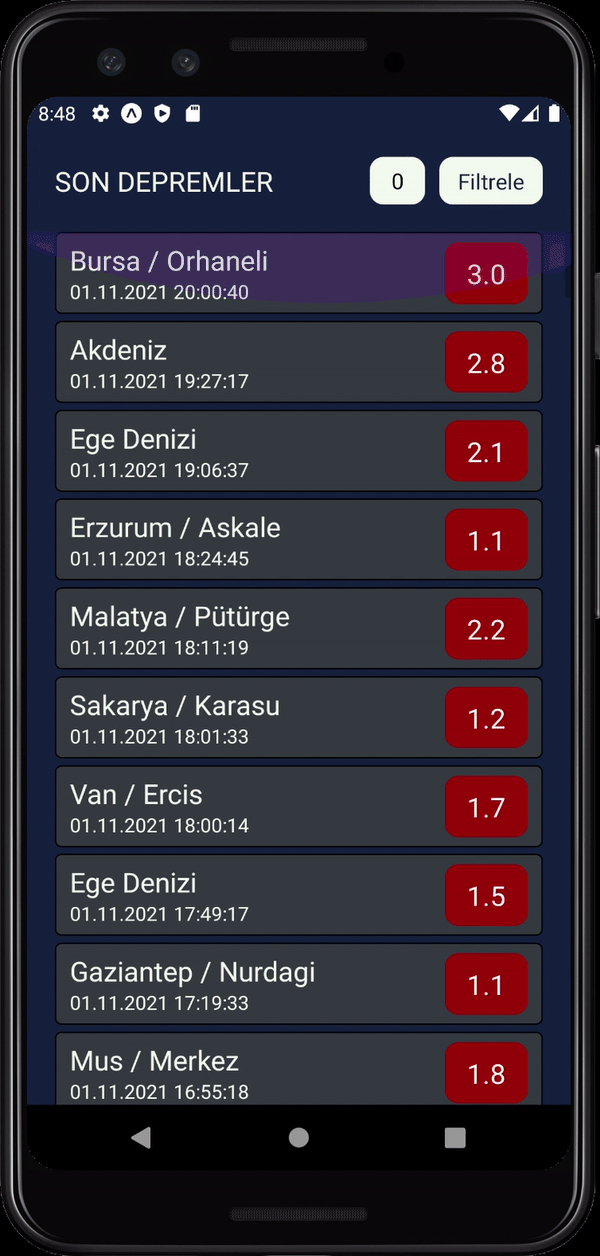 8:48
SON DEPREMLER
0
Filtrele
Bursa / Orhaneli
3.0
01.11.2021 20:00:40
Akdeniz
2.8
01.11.2021 19:27:17
Ege Denizi
2.1
01.11.2021 19:06:37
Erzurum / Askale
1.1
01.11.2021 18:24:45
Malatya / Pütürge
2.2
01.11.2021 18:11:19
Sakarya / Karasu
1.2
01.11.2021 18:01:33
Van / Ercis
1.7
01.11.2021 18:00:14
Ege Denizi
1.5
01.11.2021 17:49:17
Gaziantep / Nurdagi
1.1
01.11.2021 17:19:33
Mus / Merkez
1.8
01.11.2021 16:55:18